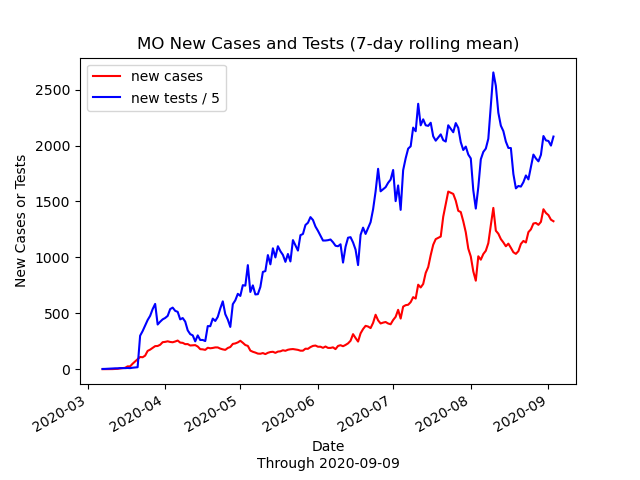 MO New Cases and Tests (7-day rolling mean)
new cases
new tests / 5
2500
2000
1500
1000
500
0
New Cases or Tests
2020-03
2020-04
2020-05
2020-06
2020-07
2020-08
2020-09
Date
Through 2020-09-09